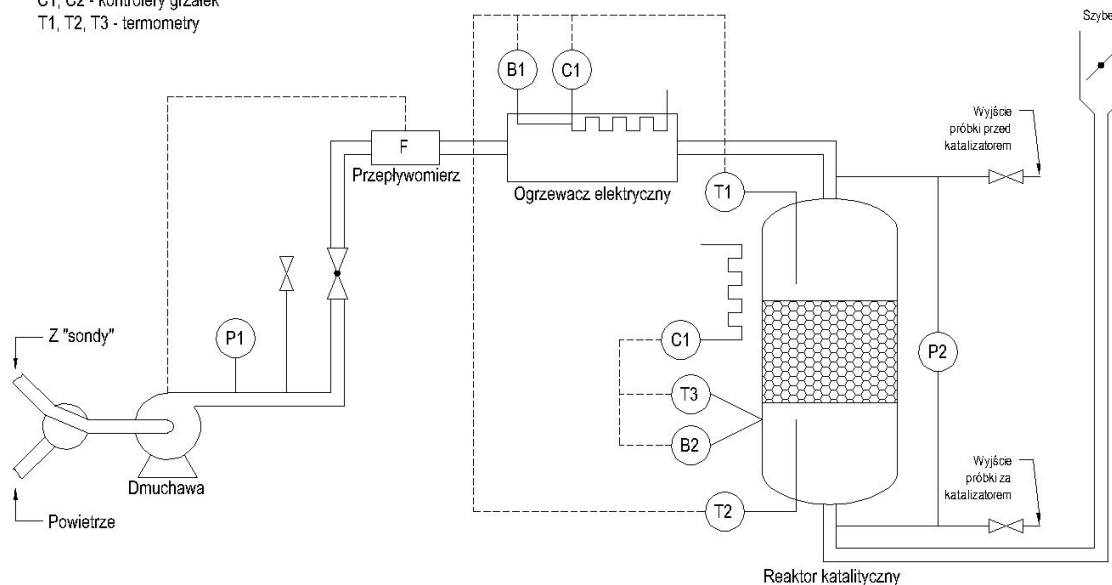 C1, C2 - kontrolery grzałek
T1, T2, T3 - termometry
Szybe
B1
C1
Wyjście
próbki przed
katalizatorem
F
Przepływomierz
Ogrzewacz elektryczny
T1
Z "sondy"
P1
C1
P2
T3
B2
Wyjście
próbki za
katalizatorem
Dmuchawa
T2
Powietrze
Reaktor katalityczny